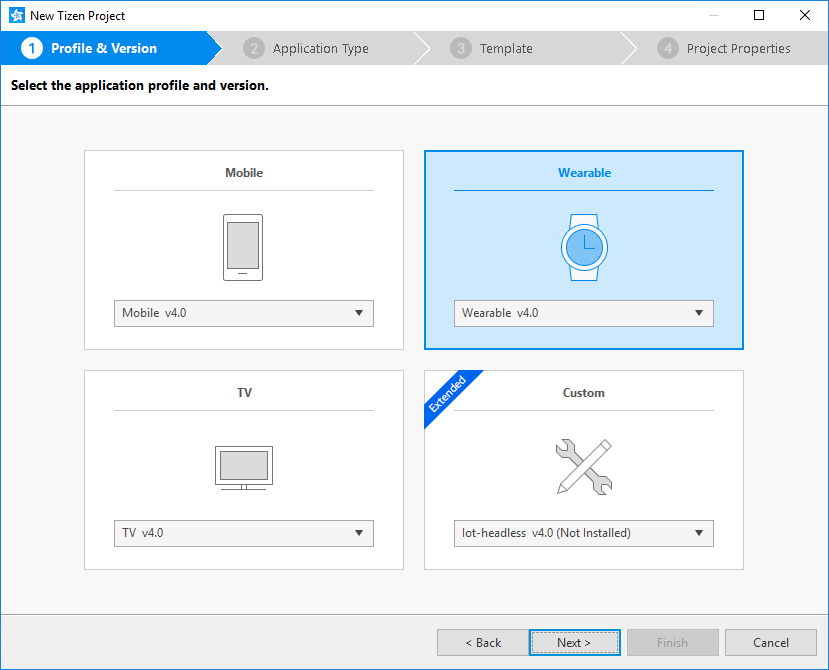 New Tizen Project
1 Profile & Version
2 Application Type
3 Template
4 Project Properties
Select the application profile and version.
Mobile
Mobile v4.0
Wearable
Wearable v4.0
TV
TV v4.0
Extended
Custom
Iot-headless v4.0 (Not Installed)
< Back
Next >
Finish
Cancel